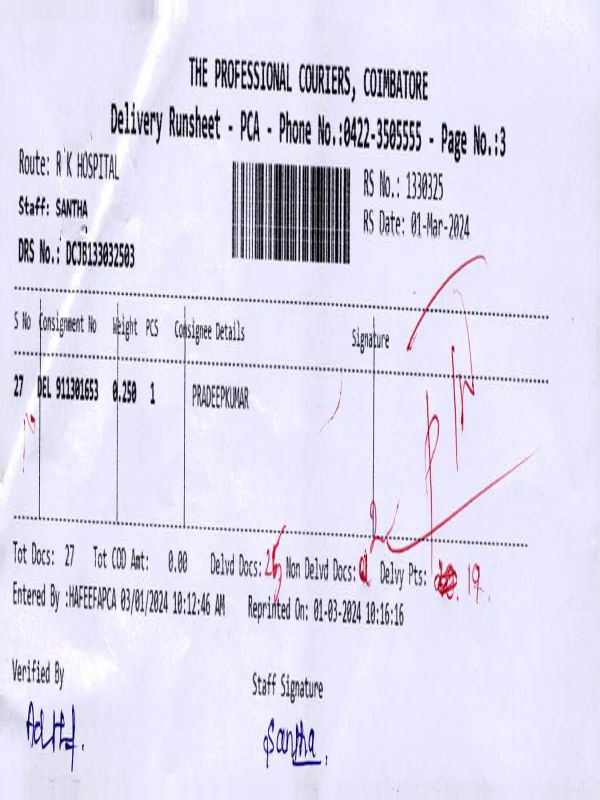 THE PROFESSIONAL COURIERS, COIMBATORE
Delivery Runsheet - PCA - Phone No.:0422-3505555 - Page No.:3
Route: R K HOSPITAL
RS No.: 1330325
Staff: SANTHA
RS Date: 01-Mar-2024
DRS No.: DCJB133032503
S No Consignment No Weight PCS Consignee Details Signature
27 DEL 911301653 0.250 1 PRADEEPKUMAR
Tot Docs: 27 Tot COD Amt: 0.00 Delvd Docs: 25 Non Delvd Docs: Delvy Pts: 19.
Entered By :HAFEEFAPCA 03/01/2024 10:12:46 AM Reprinted On: 01-03-2024 10:16:16
Verified By
Staff Signature
Santha